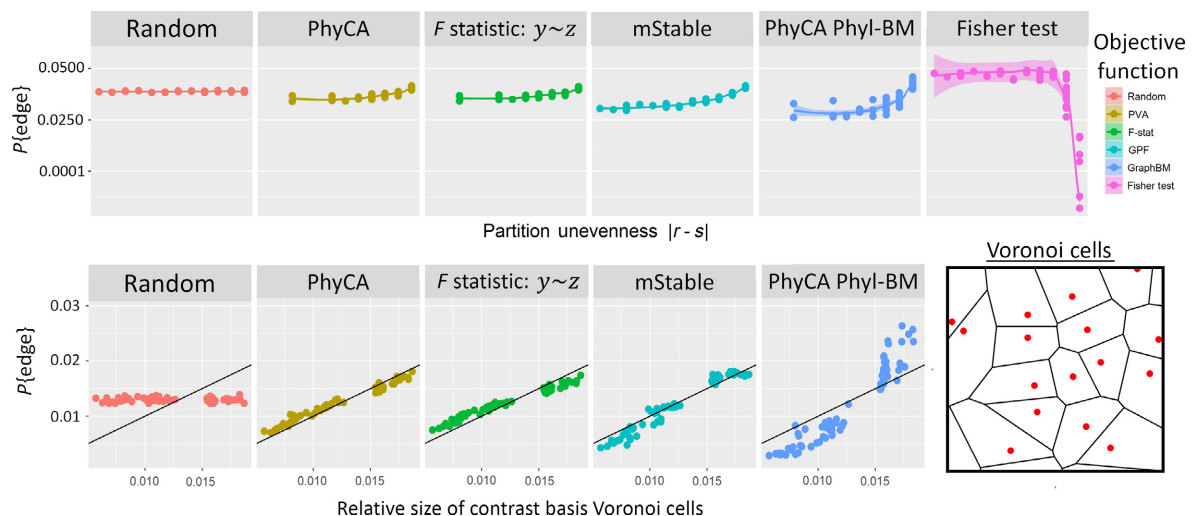 Random PhyCA F statistic: y~z mStable PhyCA Phyl-BM Fisher test
Objective
function
Random
PVA
F-stat
GPF
GraphBM
Fisher test
P{edge}
0.0500
0.0250
0.0001
Partition unevenness |r - s|
Voronoi cells
Random PhyCA F statistic: y~z mStable PhyCA Phyl-BM
P{edge}
0.03
0.02
0.01
0.010 0.015 0.010 0.015 0.010 0.015 0.010 0.015 0.010 0.015
Relative size of contrast basis Voronoi cells